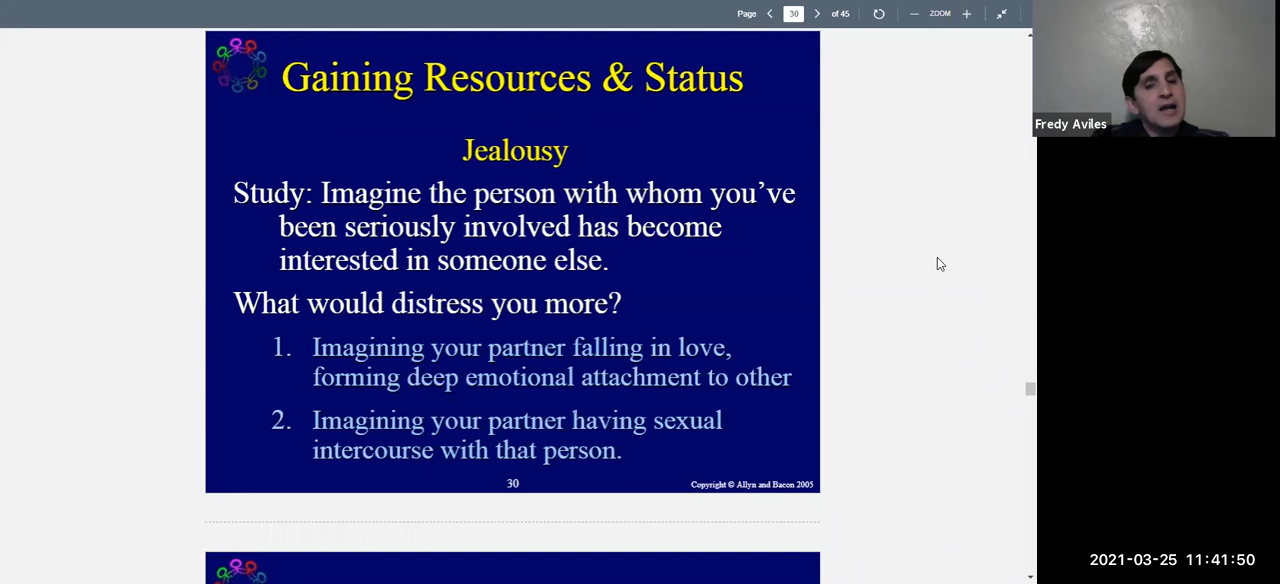 Page 30 of 45 ZOOM
Gaining Resources & Status
Jealousy
Study: Imagine the person with whom you’ve
been seriously involved has become
interested in someone else.
What would distress you more?
1. Imagining your partner falling in love,
forming deep emotional attachment to other
2. Imagining your partner having sexual
intercourse with that person.
30
Copyright © Allyn and Bacon 2005
Fredy Aviles
2021-03-25 11:41:50